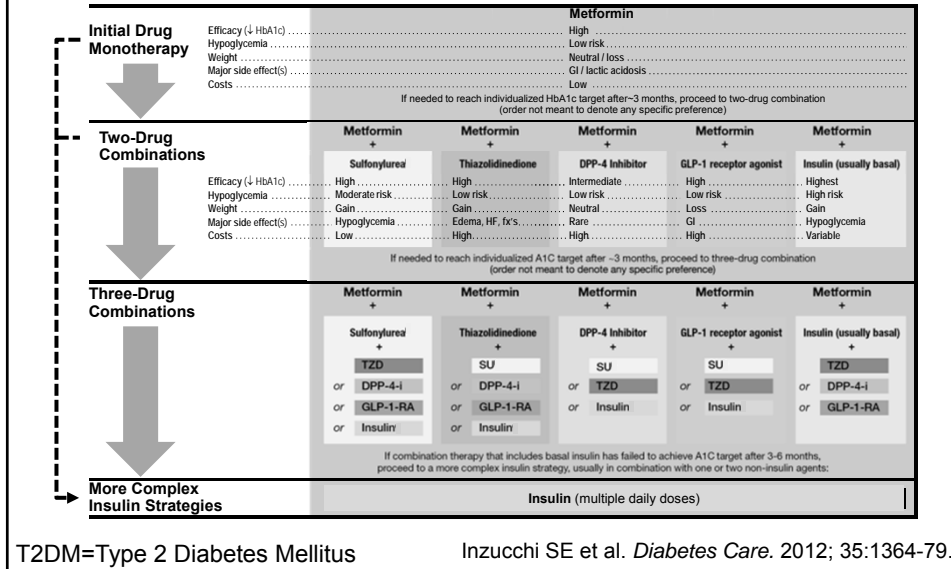 Metformin
Initial Drug
Monotherapy
Efficacy (↓ HbA1c) ........ High
Hypoglycemia ........ Low risk
Weight ........ Neutral / loss
Major side effect(s) ........ GI / lactic acidosis
Costs ........ Low
If needed to reach individualized HbA1c target after~3 months, proceed to two-drug combination
(order not meant to denote any specific preference)
Two-Drug
Combinations
Metformin Metformin Metformin Metformin Metformin
+ + + + +
Sulfonylurea Thiazolidinedione DPP-4 Inhibitor GLP-1 receptor agonist Insulin (usually basal)
Efficacy (↓ HbA1c) ........ High ........ High ........ Intermediate ........ High ........ Highest
Hypoglycemia ........ Moderate risk ........ Low risk ........ Low risk ........ Low risk ........ High risk
Weight ........ Gain ........ Gain ........ Neutral ........ Loss ........ Gain
Major side effect(s) ........ Hypoglycemia ........ Edema, HF, fx's ........ Rare ........ GI ........ Hypoglycemia
Costs ........ Low ........ High ........ High ........ High ........ Variable
If needed to reach individualized A1C target after ~3 months, proceed to three-drug combination
(order not meant to denote any specific preference)
Three-Drug
Combinations
Metformin Metformin Metformin Metformin Metformin
+ + + + +
Sulfonylurea Thiazolidinedione DPP-4 Inhibitor GLP-1 receptor agonist Insulin (usually basal)
+ + + + +
TZD SU SU SU TZD
or DPP-4-i or DPP-4-i or TZD or TZD or DPP-4-i
or GLP-1-RA or GLP-1-RA or Insulin or Insulin or GLP-1-RA
or Insulin or Insulin
If combination therapy that includes basal insulin has failed to achieve A1C target after 3-6 months,
proceed to a more complex insulin strategy, usually in combination with one or two non-insulin agents:
More Complex
Insulin Strategies
Insulin (multiple daily doses)
T2DM=Type 2 Diabetes Mellitus
Inzucchi SE et al. Diabetes Care. 2012; 35:1364-79.